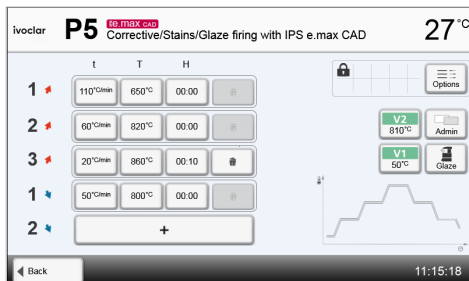 ivoclar P5 IPS e.max CAD 27°C
Corrective/Stains/Glaze firing with IPS e.max CAD
t T H
1 110°C/min 650°C 00:00
Options
2 60°C/min 820°C 00:00
V2 810°C Admin
3 20°C/min 860°C 00:10
V1 50°C Glaze
1 50°C/min 800°C 00:00
2 +
Back 11:15:18